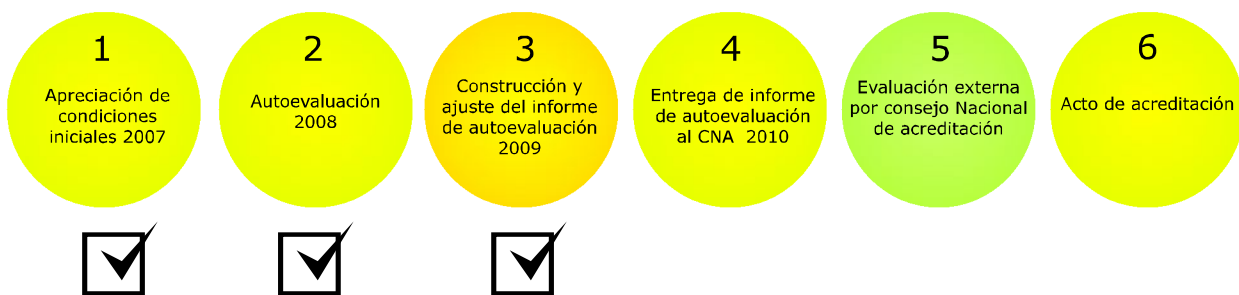 1
Apreciación de
condiciones
iniciales 2007
2
Autoevaluación
2008
3
Construcción y
ajuste del informe
de autoevaluación
2009
4
Entrega de informe
de autoevaluación
al CNA 2010
5
Evaluación externa
por consejo Nacional
de acreditación
6
Acto de acreditación